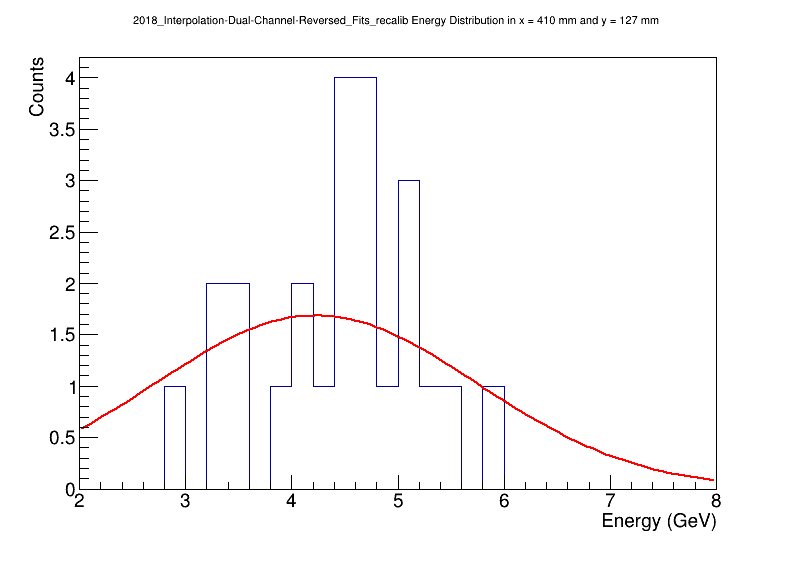 2018_Interpolation-Dual-Channel-Reversed_Fits_recalib Energy Distribution in x = 410 mm and y = 127 mm
Counts
4
3.5
3
2.5
2
1.5
1
0.5
0
2 3 4 5 6 7 8
Energy (GeV)